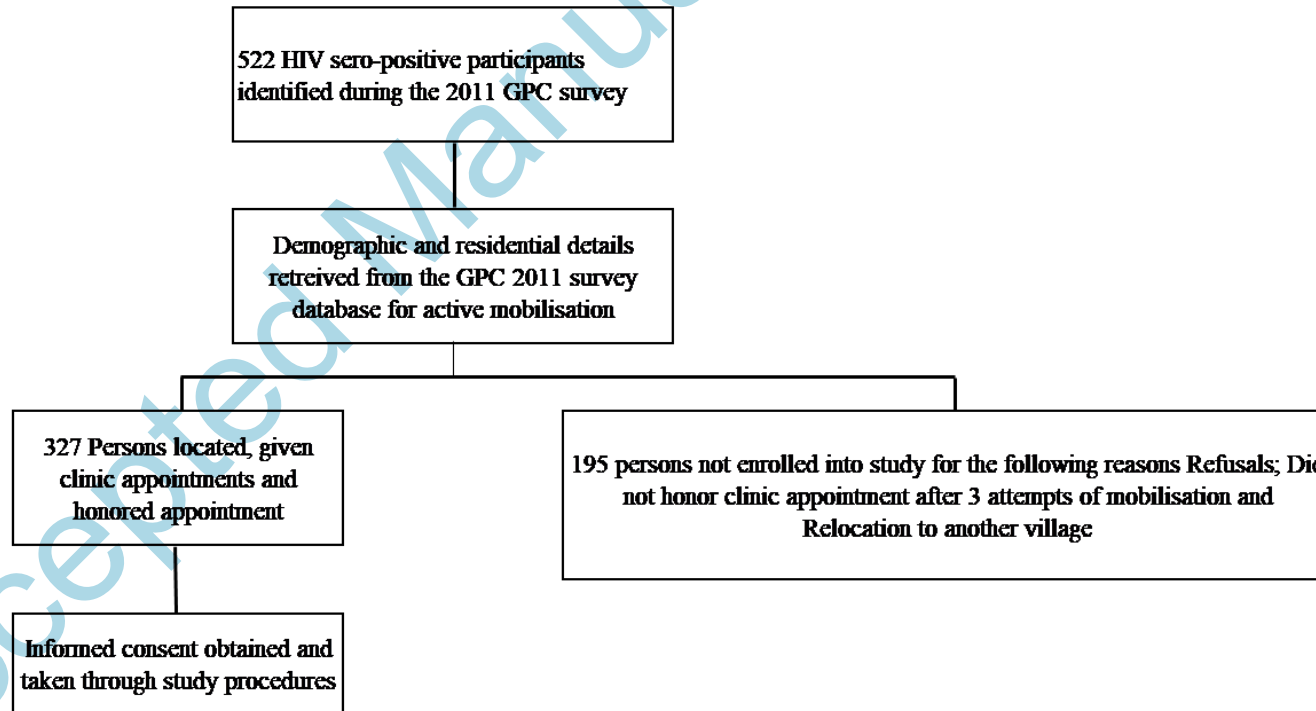 522 HIV sero-positive participants
identified during the 2011 GPC survey
Demographic and residential details
retreived from the GPC 2011 survey
database for active mobilisation
327 Persons located, given
clinic appointments and
honored appointment
195 persons not enrolled into study for the following reasons Refusals;
not honor clinic appointment after 3 attempts of mobilisation and
Relocation to another village
Informed consent obtained and
taken through study procedures